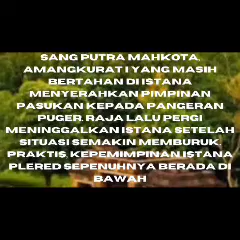 SANG PUTRA MAHKOTA,
AMANGKURAT I YANG MASIH
BERTAHAN DI ISTANA
MENYERAHKAN PIMPINAN
PASUKAN KEPADA PANGERAN
PUGER. RAJA LALU PERGI
MENINGGALKAN ISTANA SETELAH
SITUASI SEMAKIN MEMBURUK,
PRAKTIS, KEPEMIMPINAN ISTANA
PLERED SEPENUHNYA BERADA DI
BAWAH